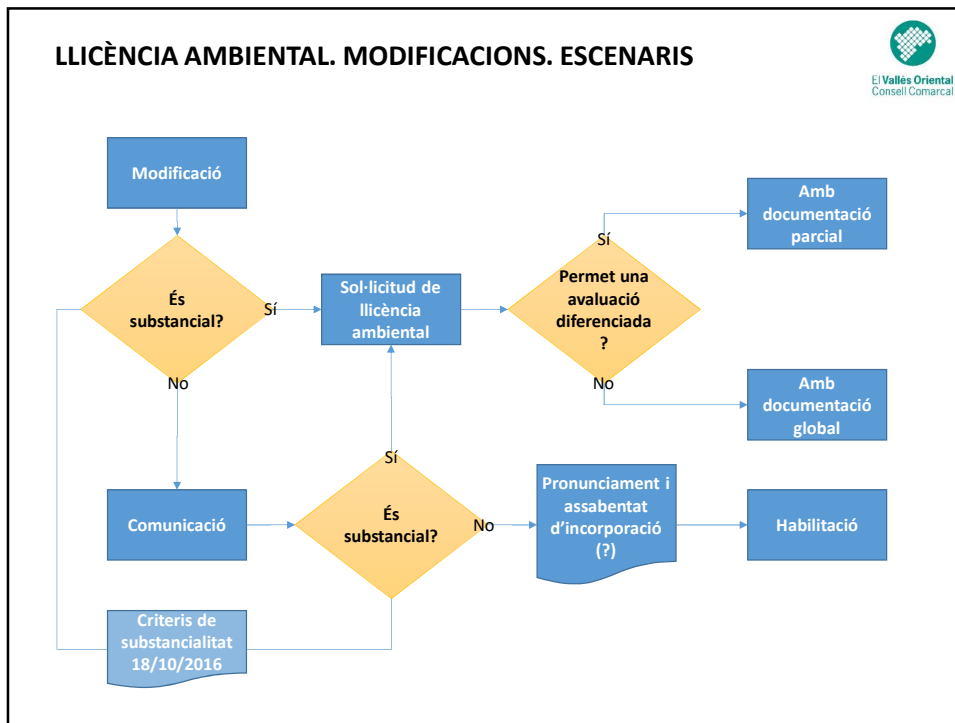 LLICÈNCIA AMBIENTAL. MODIFICACIONS. ESCENARIS
El Vallès Oriental
Consell Comarcal
Modificació
És
substancial?
Sí
No
Sol·licitud de
llicència
ambiental
Permet una
avaluació
diferenciada
?
Sí
No
Amb
documentació
parcial
Amb
documentació
global
Comunicació
És
substancial?
Sí
No
Pronunciament i
assabentat
d'incorporació
(?)
Habilitació
Criteris de
substancialitat
18/10/2016